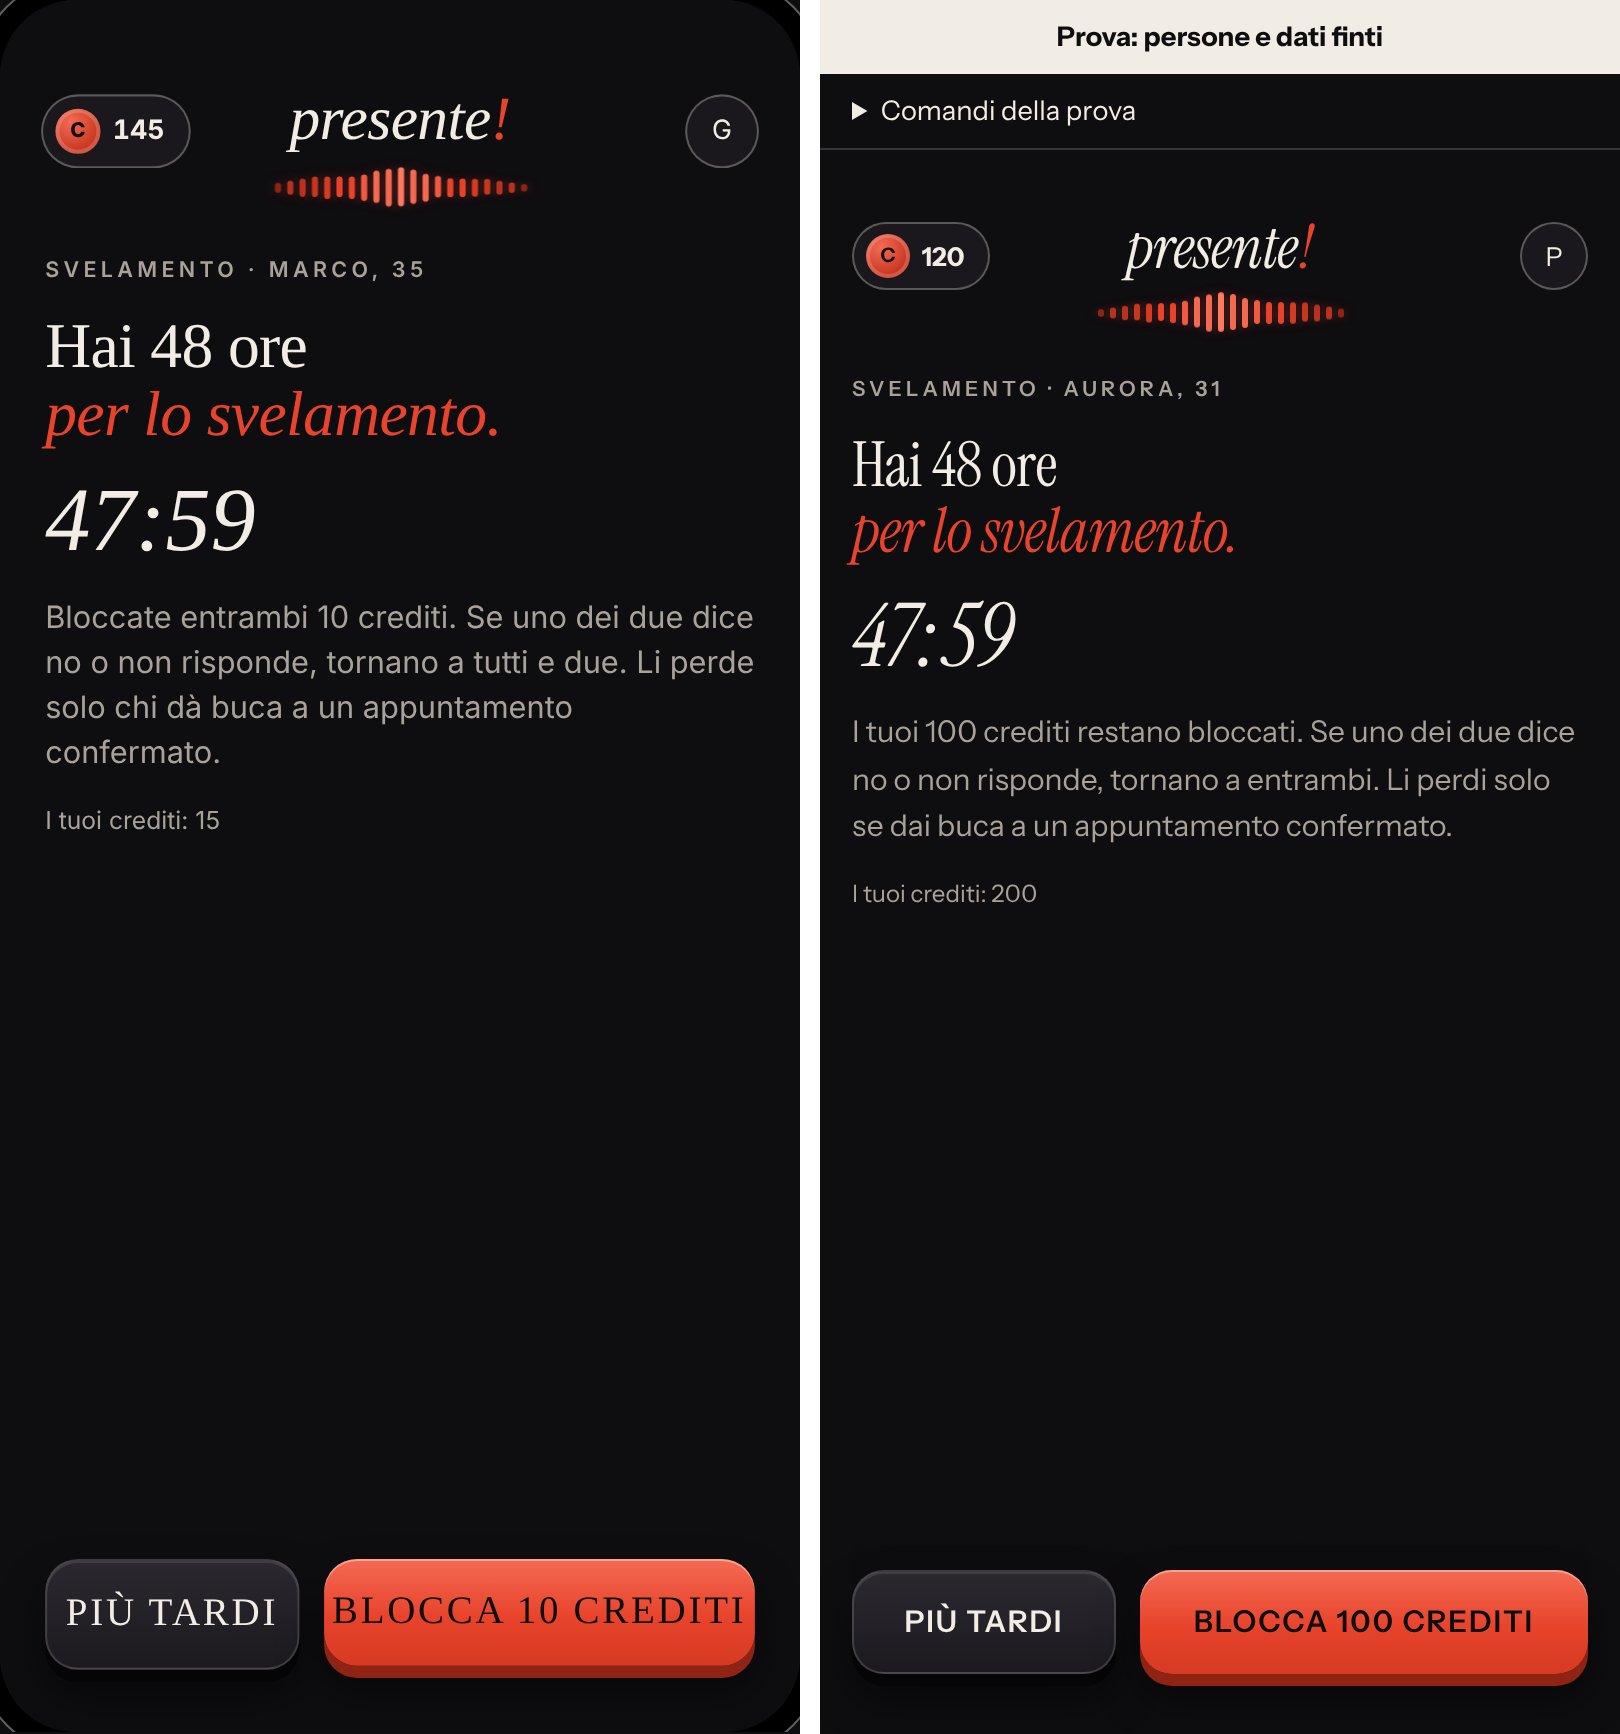 C 145
presente!
G
SVELAMENTO · MARCO, 35
Hai 48 ore
per lo svelamento.
47:59
Bloccate entrambi 10 crediti. Se uno dei due dice
no o non risponde, tornano a tutti e due. Li perde
solo chi dà buca a un appuntamento
confermato.
I tuoi crediti: 15
PIÙ TARDI
BLOCCA 10 CREDITI
Prova: persone e dati finti
Comandi della prova
C 120
presente!
P
SVELAMENTO · AURORA, 31
Hai 48 ore
per lo svelamento.
47:59
I tuoi 100 crediti restano bloccati. Se uno dei due dice
no o non risponde, tornano a entrambi. Li perdi solo
se dai buca a un appuntamento confermato.
I tuoi crediti: 200
PIÙ TARDI
BLOCCA 100 CREDITI